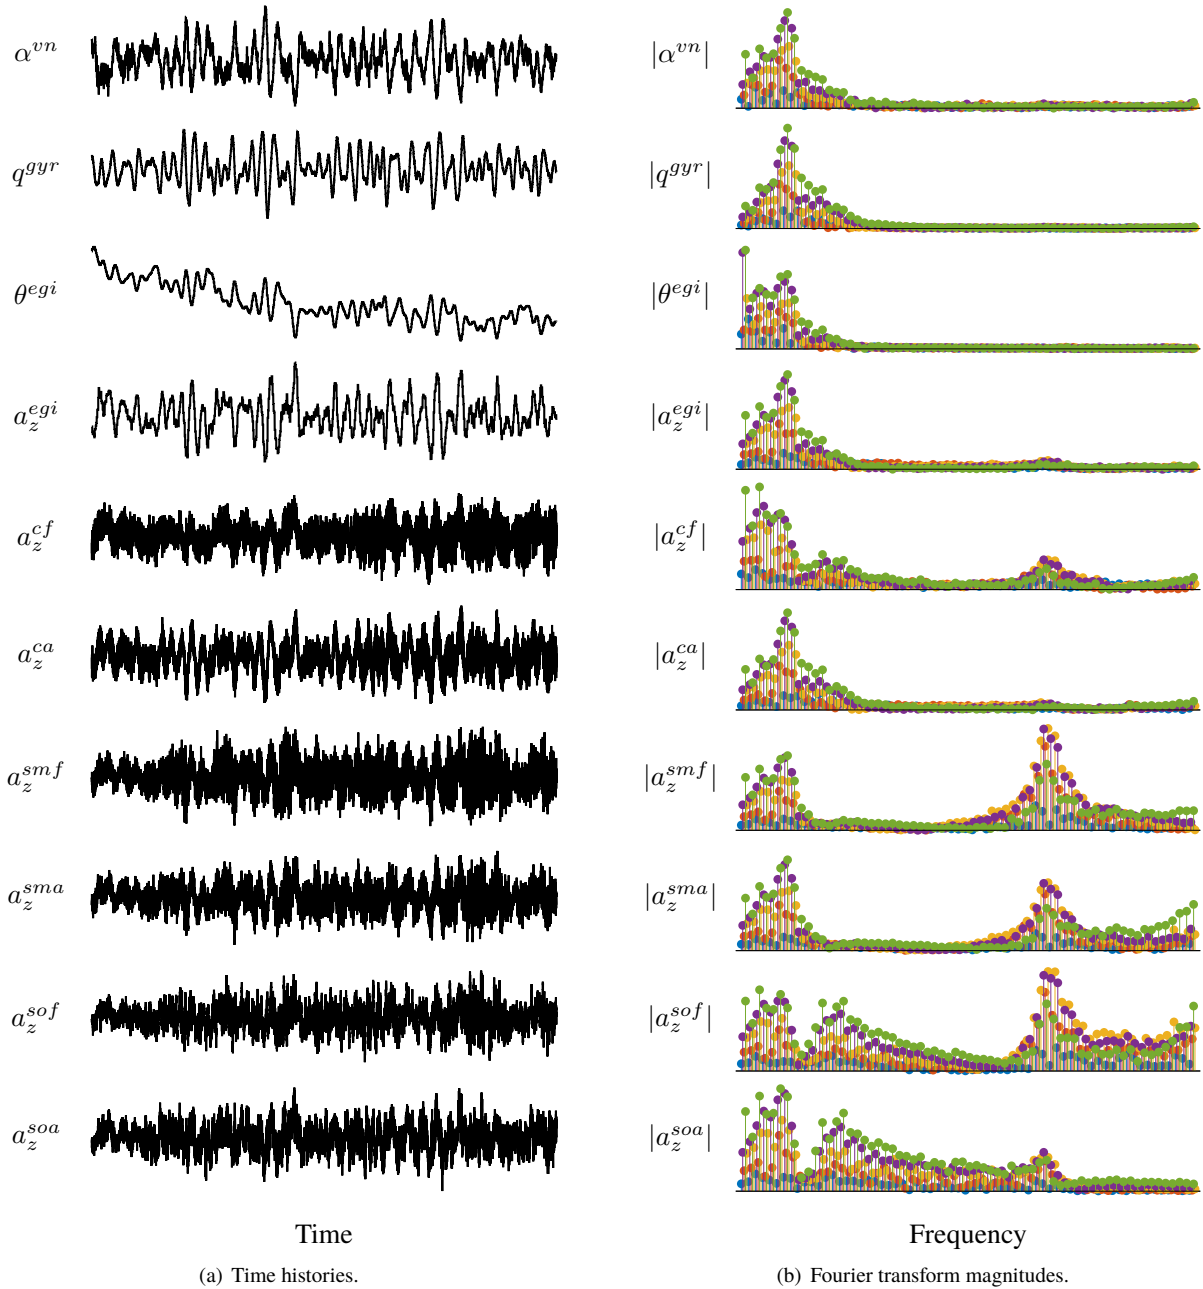 α^{vn}
q^{gyr}
θ^{egi}
a_z^{egi}
a_z^{cf}
a_z^{ca}
a_z^{smf}
a_z^{sma}
a_z^{sof}
a_z^{soa}
Time
(a) Time histories.
|α^{vn}|
|q^{gyr}|
|θ^{egi}|
|a_z^{egi}|
|a_z^{cf}|
|a_z^{ca}|
|a_z^{smf}|
|a_z^{sma}|
|a_z^{sof}|
|a_z^{soa}|
Frequency
(b) Fourier transform magnitudes.